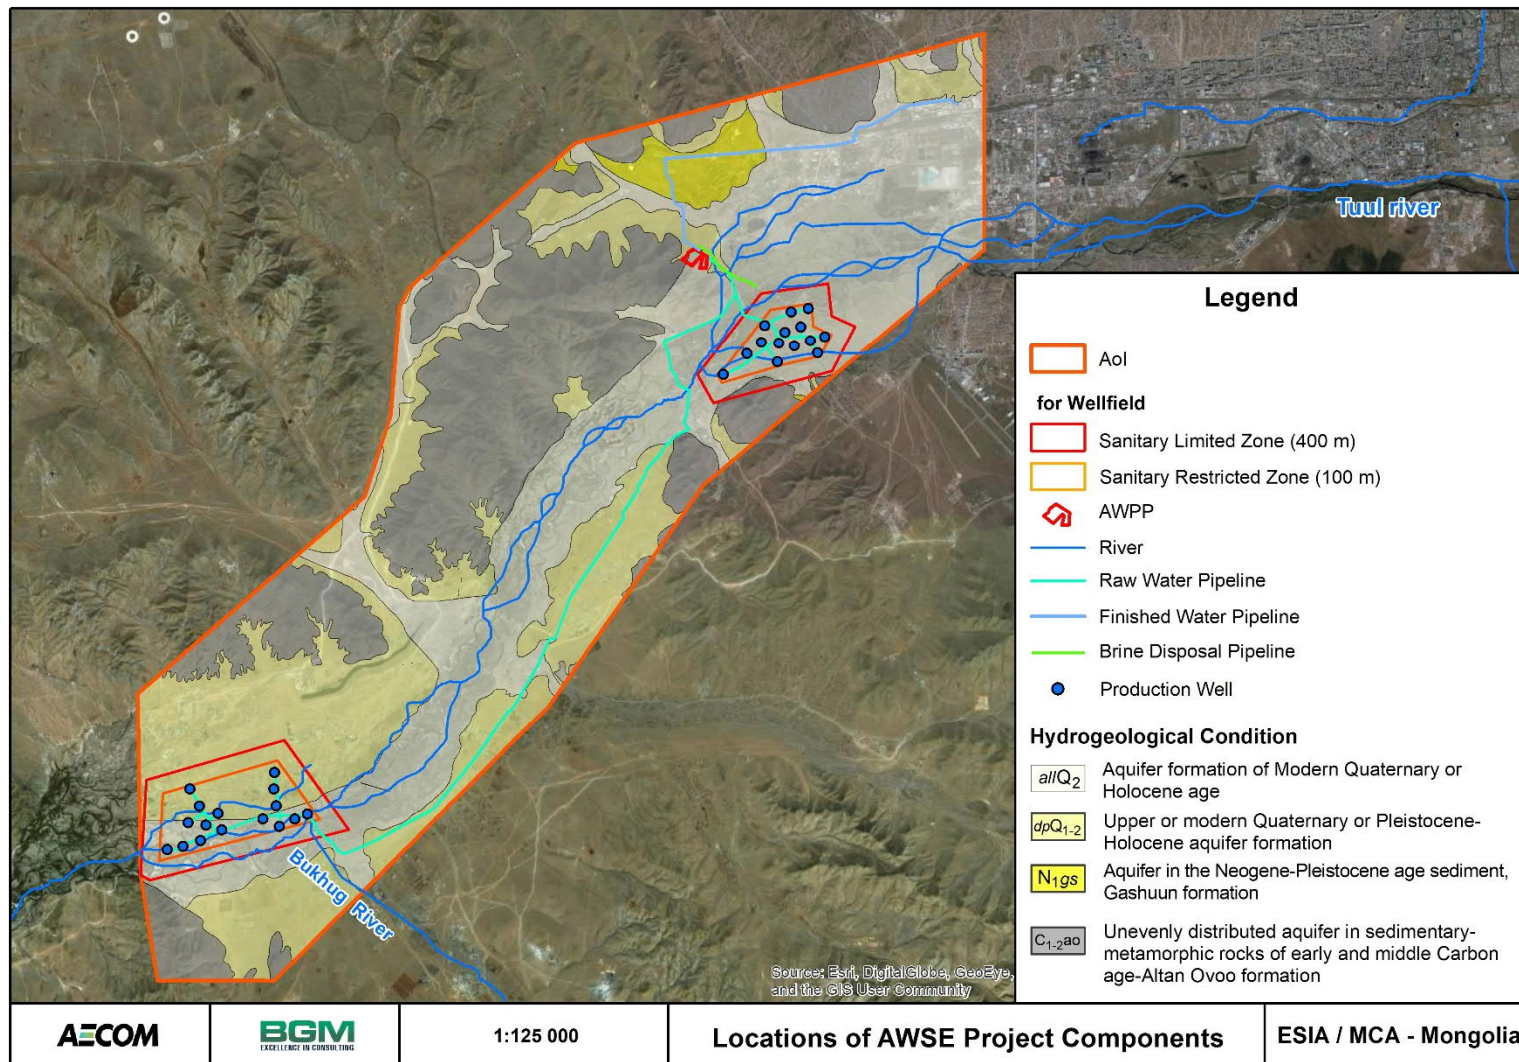 Tuul river
Bukhug River
Source: Esri, DigitalGlobe, GeoEye,
and the GIS User Community
Legend
AoI
for Wellfield
Sanitary Limited Zone (400 m)
Sanitary Restricted Zone (100 m)
AWPP
River
Raw Water Pipeline
Finished Water Pipeline
Brine Disposal Pipeline
Production Well
Hydrogeological Condition
allQ2 Aquifer formation of Modern Quaternary or
Holocene age
dpQ1-2 Upper or modern Quaternary or Pleistocene-
Holocene aquifer formation
N1gs Aquifer in the Neogene-Pleistocene age sediment,
Gashuun formation
C1-2ao Unevenly distributed aquifer in sedimentary-
metamorphic rocks of early and middle Carbon
age-Altan Ovoo formation
AECOM
BGM
EXCELLENCE IN CONSULTING
1:125 000
Locations of AWSE Project Components
ESIA / MCA - Mongolia